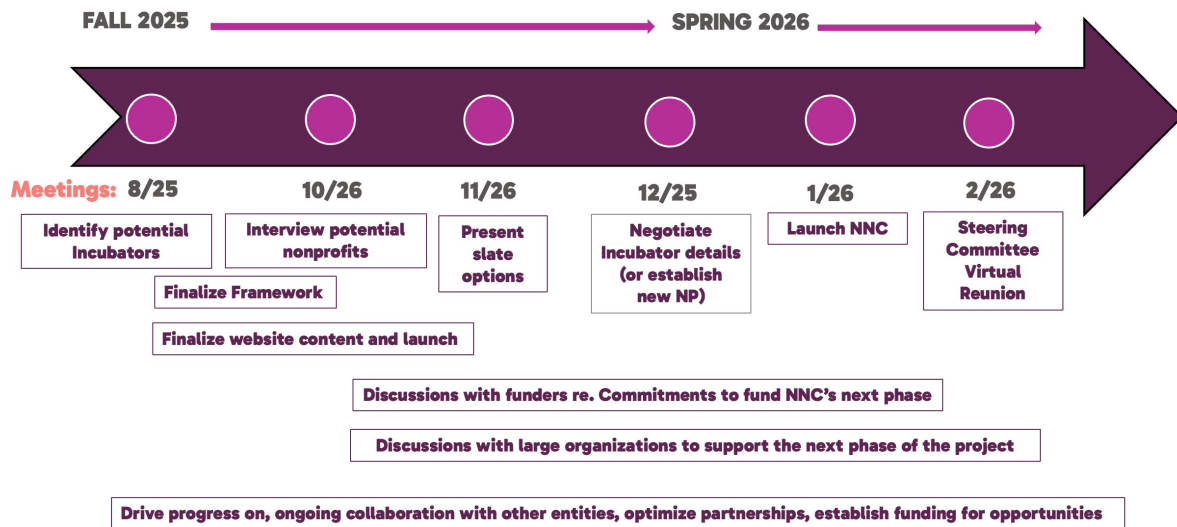 FALL 2025
SPRING 2026
Meetings: 8/25
10/26
11/26
12/25
1/26
2/26
Identify potential
Incubators
Interview potential
nonprofits
Present
slate
options
Negotiate
Incubator details
(or establish
new NP)
Launch NNC
Steering
Committee
Virtual
Reunion
Finalize Framework
Finalize website content and launch
Discussions with funders re. Commitments to fund NNC’s next phase
Discussions with large organizations to support the next phase of the project
Drive progress on, ongoing collaboration with other entities, optimize partnerships, establish funding for opportunities